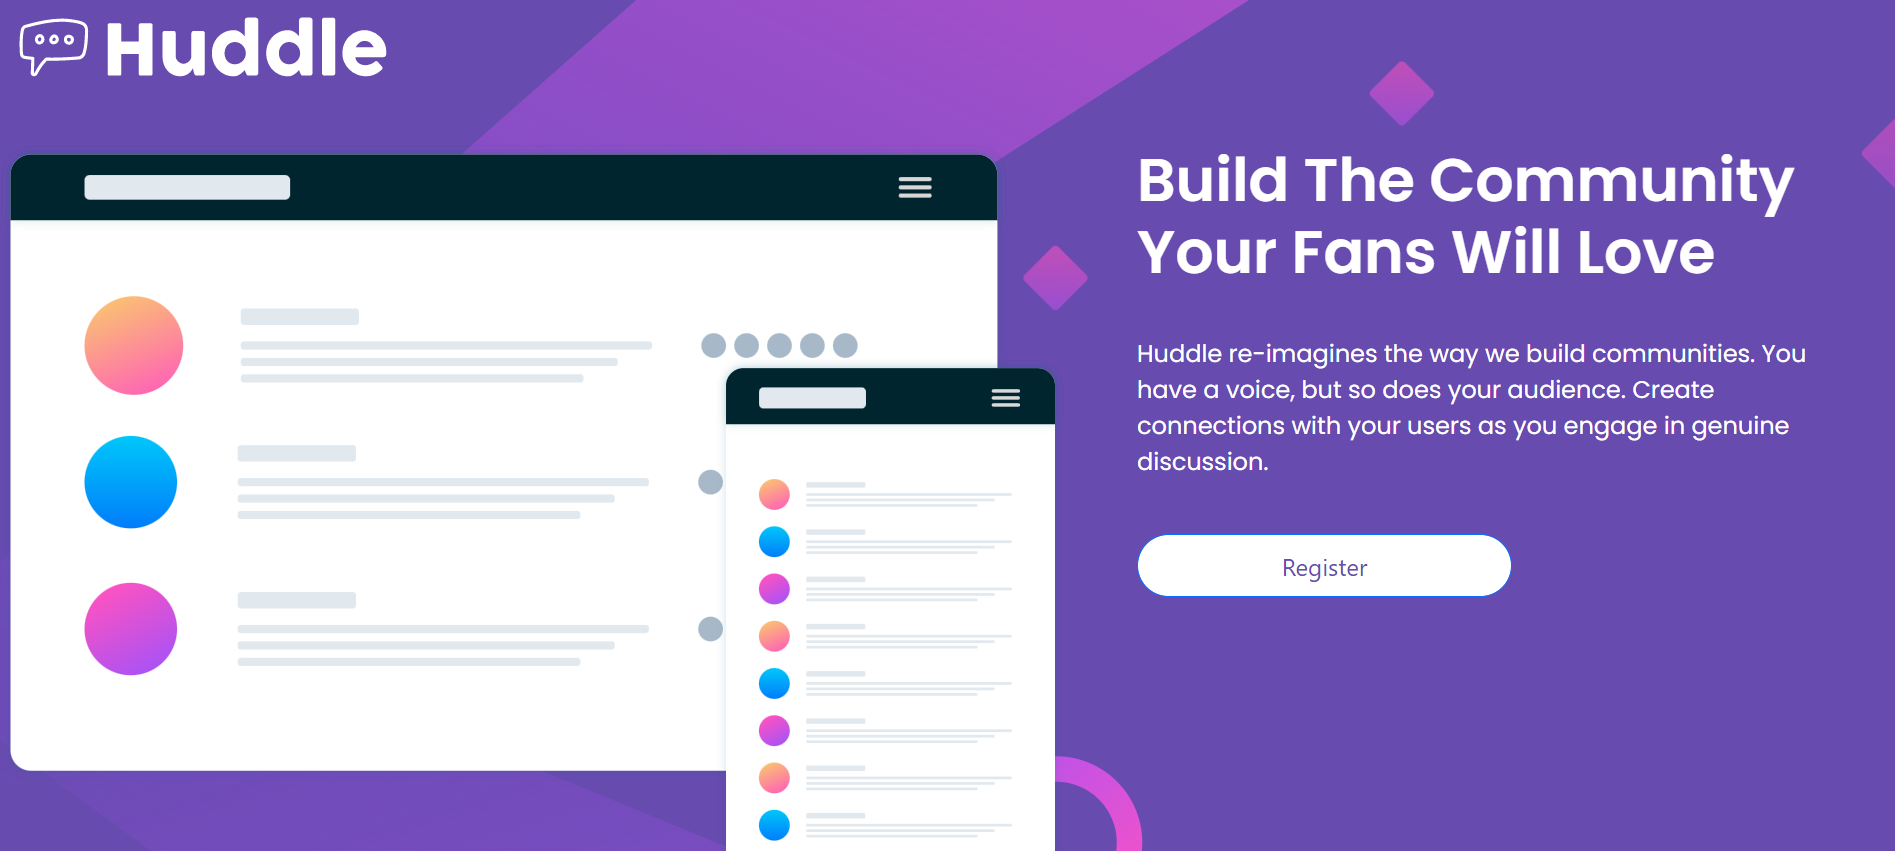 Huddle
Build The Community
Your Fans Will Love
Huddle re-imagines the way we build communities. You
have a voice, but so does your audience. Create
connections with your users as you engage in genuine
discussion.
Register